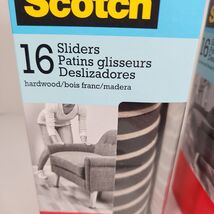 Scotch
16 Sliders
Patins glisseurs
Deslizadores
hardwood/bois franc/madera